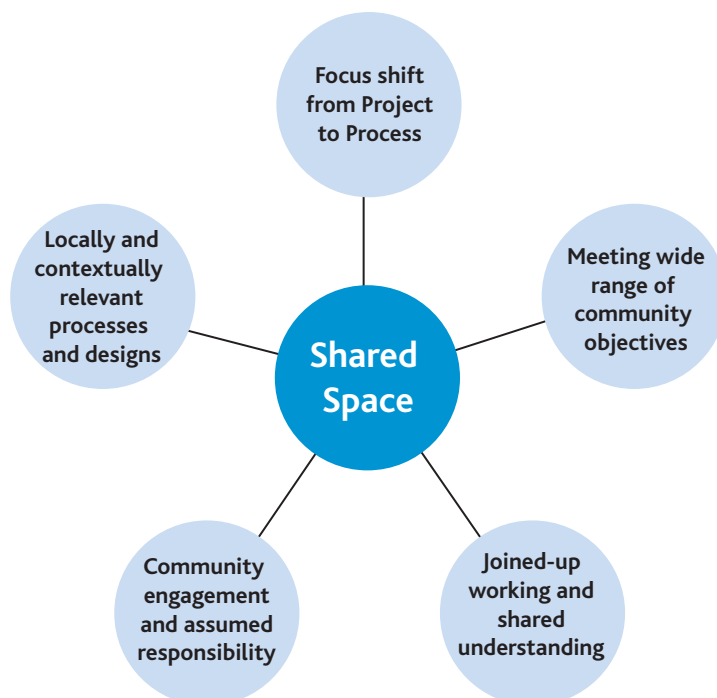 Focus shift
from Project
to Process
Locally and
contextually
relevant
processes
and designs
Meeting wide
range of
community
objectives
Shared
Space
Community
engagement
and assumed
responsibility
Joined-up
working and
shared
understanding